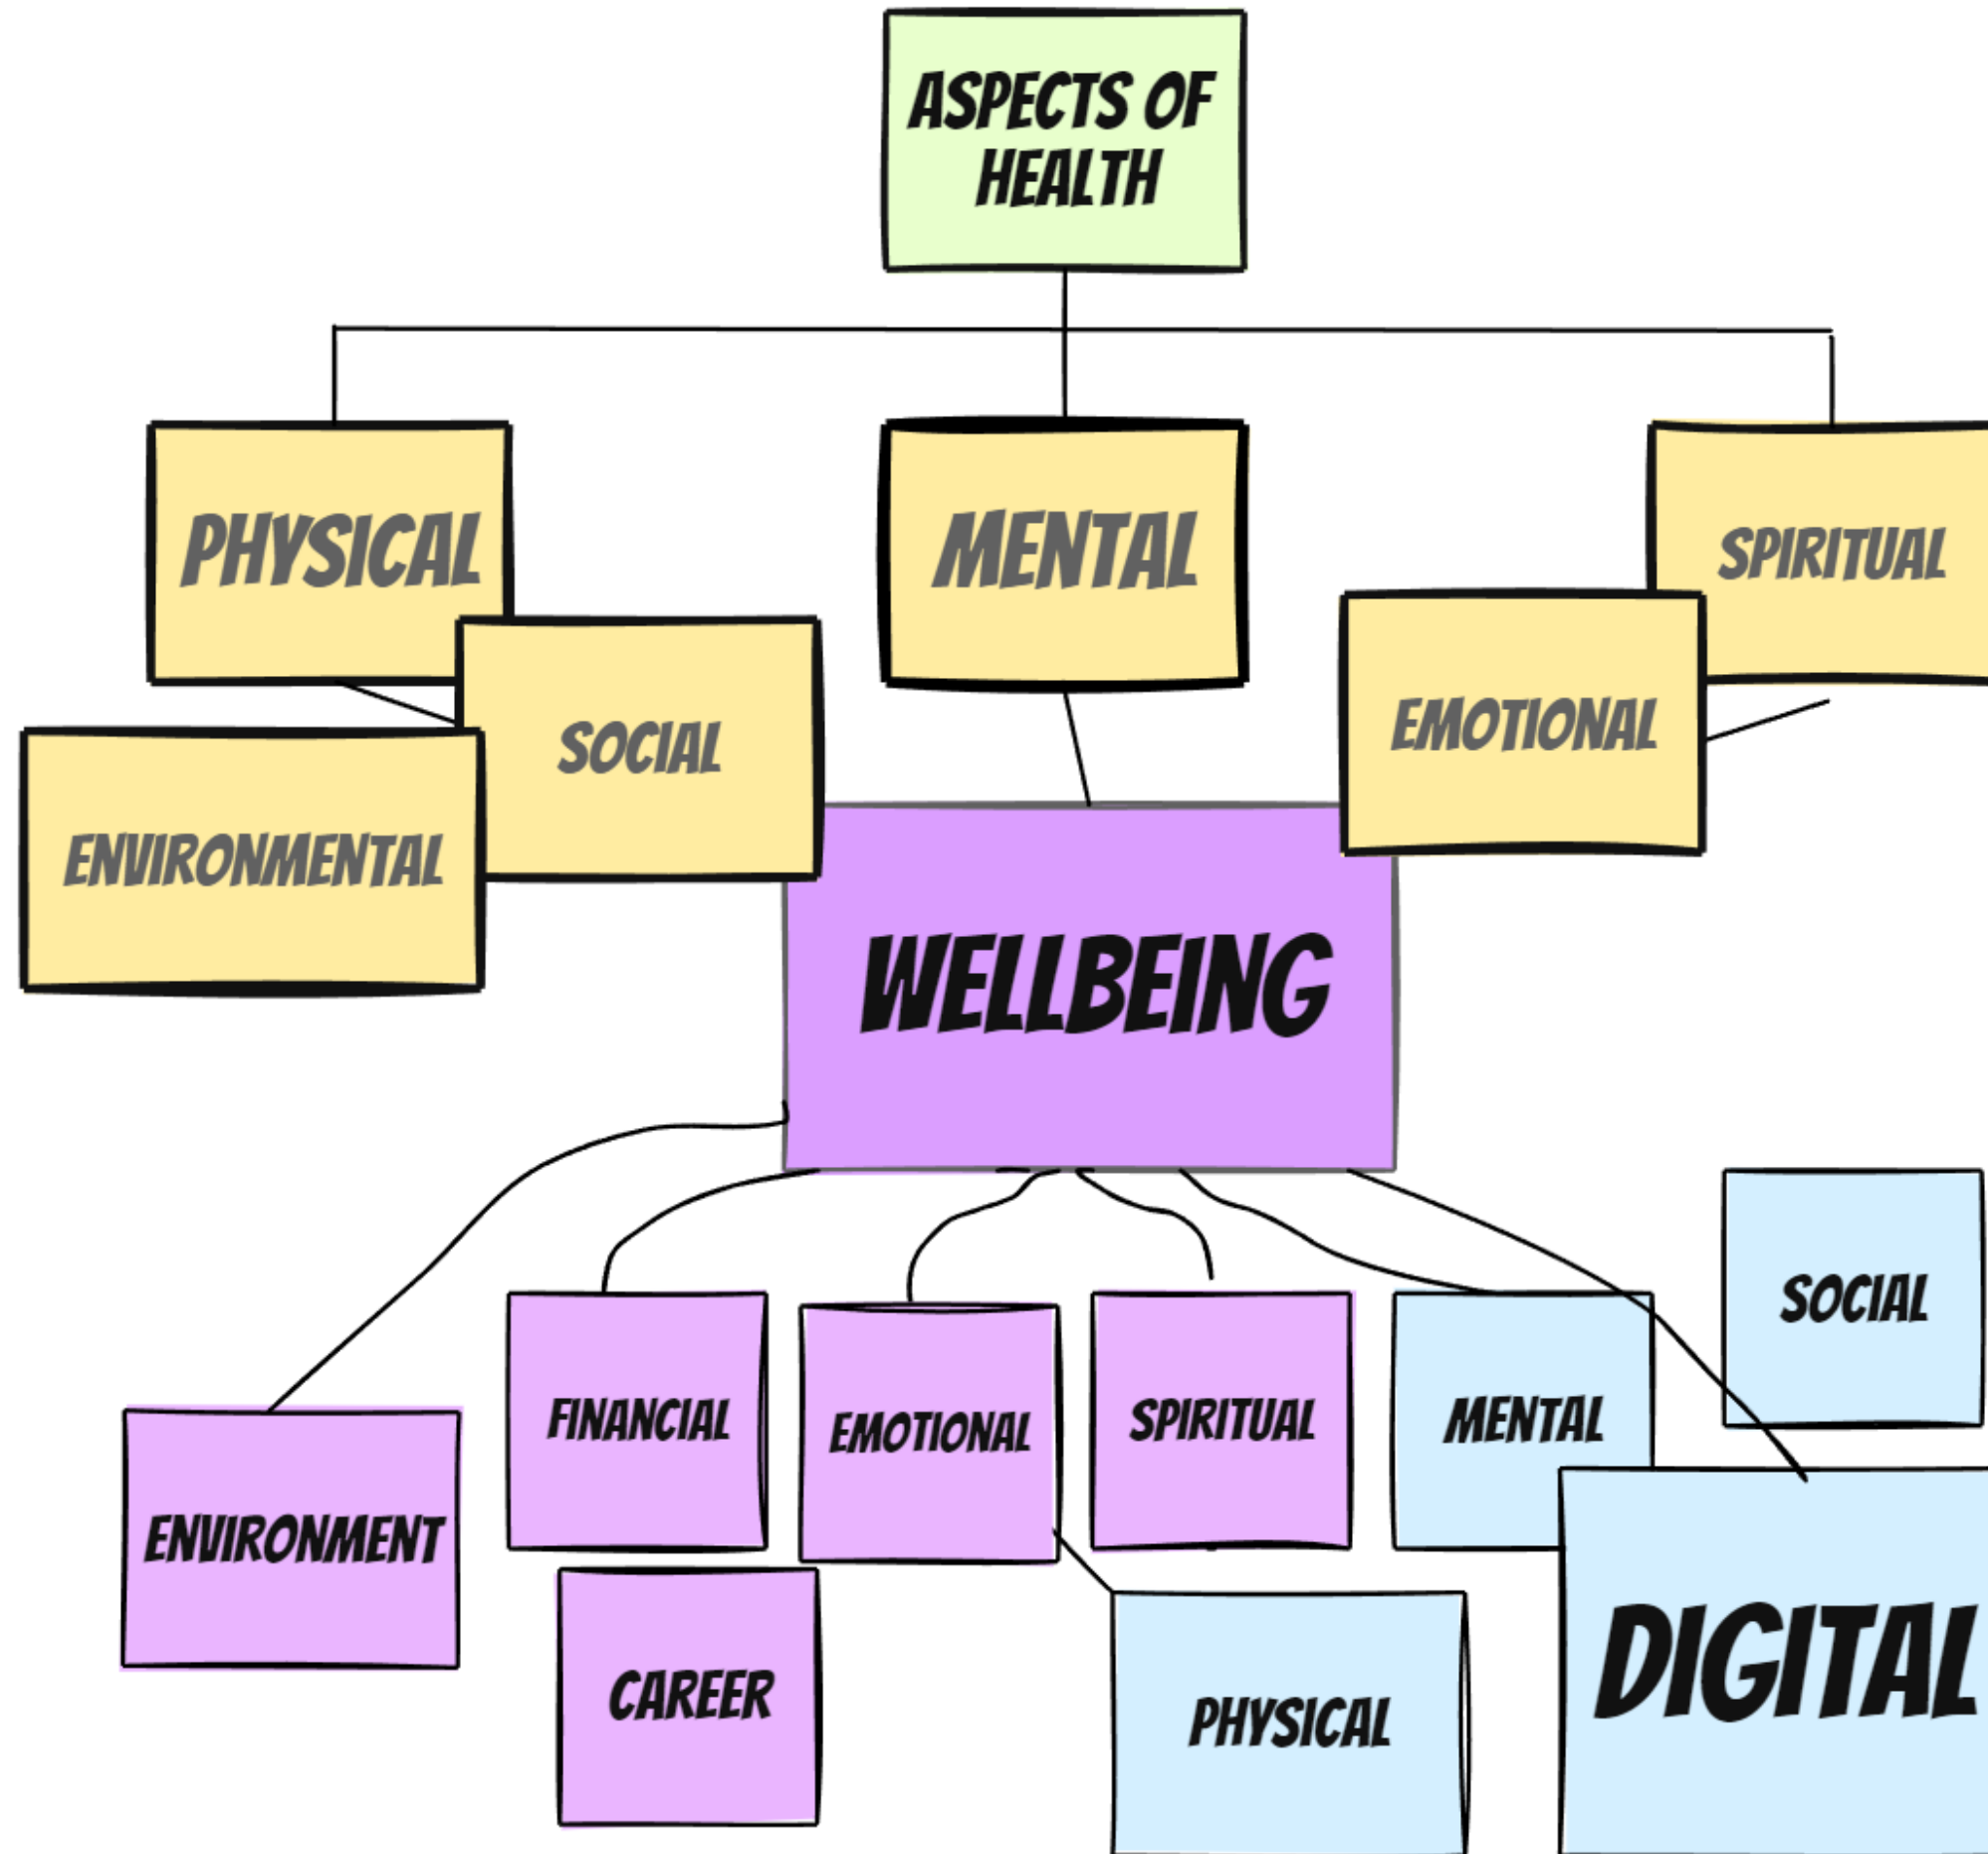 ASPECTS OF
HEALTH
PHYSICAL
MENTAL
SPIRITUAL
SOCIAL
EMOTIONAL
ENVIRONMENTAL
WELLBEING
SOCIAL
FINANCIAL
EMOTIONAL
SPIRITUAL
MENTAL
ENVIRONMENT
DIGITAL
CAREER
PHYSICAL